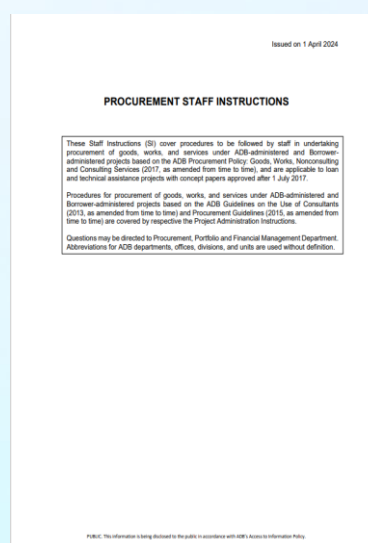 Issued on 1 April 2024
PROCUREMENT STAFF INSTRUCTIONS
These Staff Instructions (SI) cover procedures to be followed by staff in undertaking
procurement of goods, works, and services under ADB-administered and Borrower-
administered projects based on the ADB Procurement Policy: Goods, Works, Nonconsulting
and Consulting Services (2017, as amended from time to time), and are applicable to loan
and technical assistance projects with concept papers approved after 1 July 2017.
Procedures for procurement of goods, works, and services under ADB-administered and
Borrower-administered projects based on the ADB Guidelines on the Use of Consultants
(2013, as amended from time to time) and Procurement Guidelines (2015, as amended from
time to time) are covered by respective the Project Administration Instructions.
Questions may be directed to Procurement, Portfolio and Financial Management Department.
Abbreviations for ADB departments, offices, divisions, and units are used without definition.
PUBLIC. This information is being disclosed to the public in accordance with ADB's Access to Information Policy.